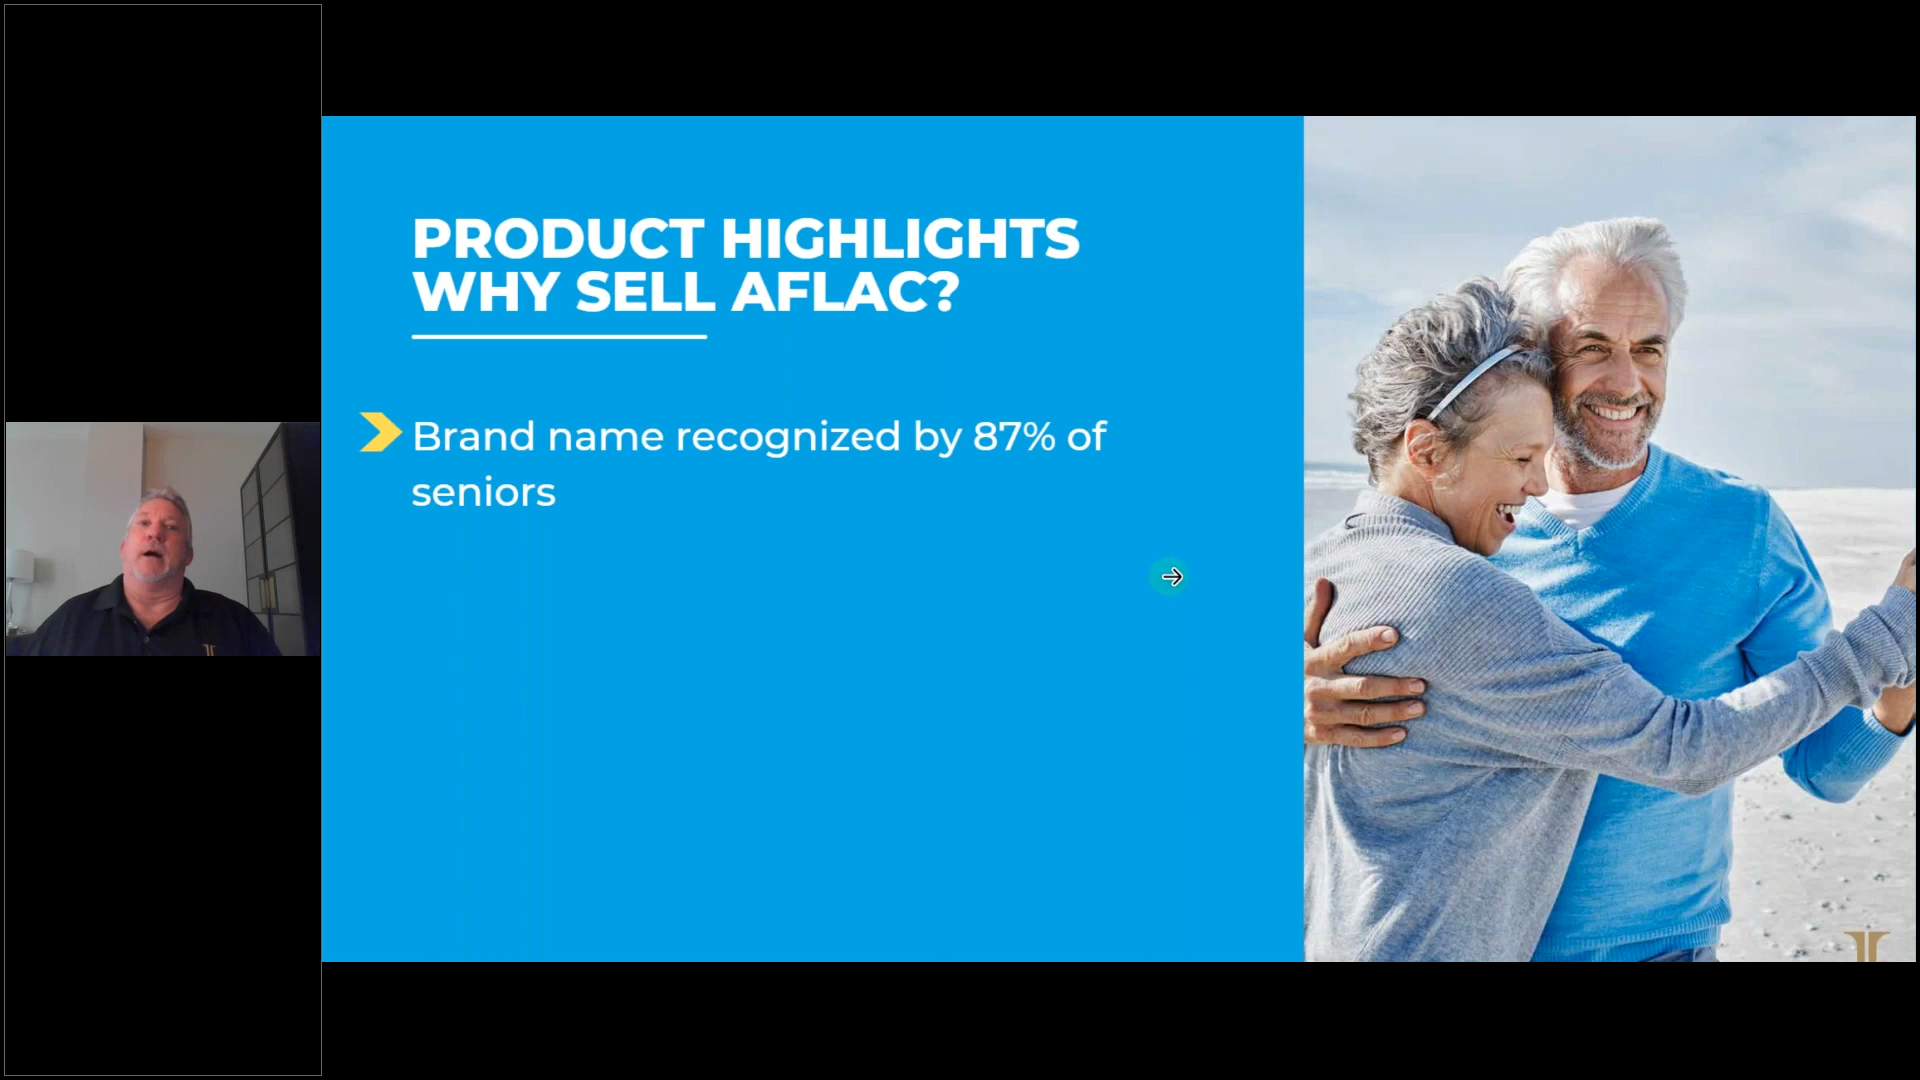 PRODUCT HIGHLIGHTS
WHY SELL AFLAC?
Brand name recognized by 87% of
seniors